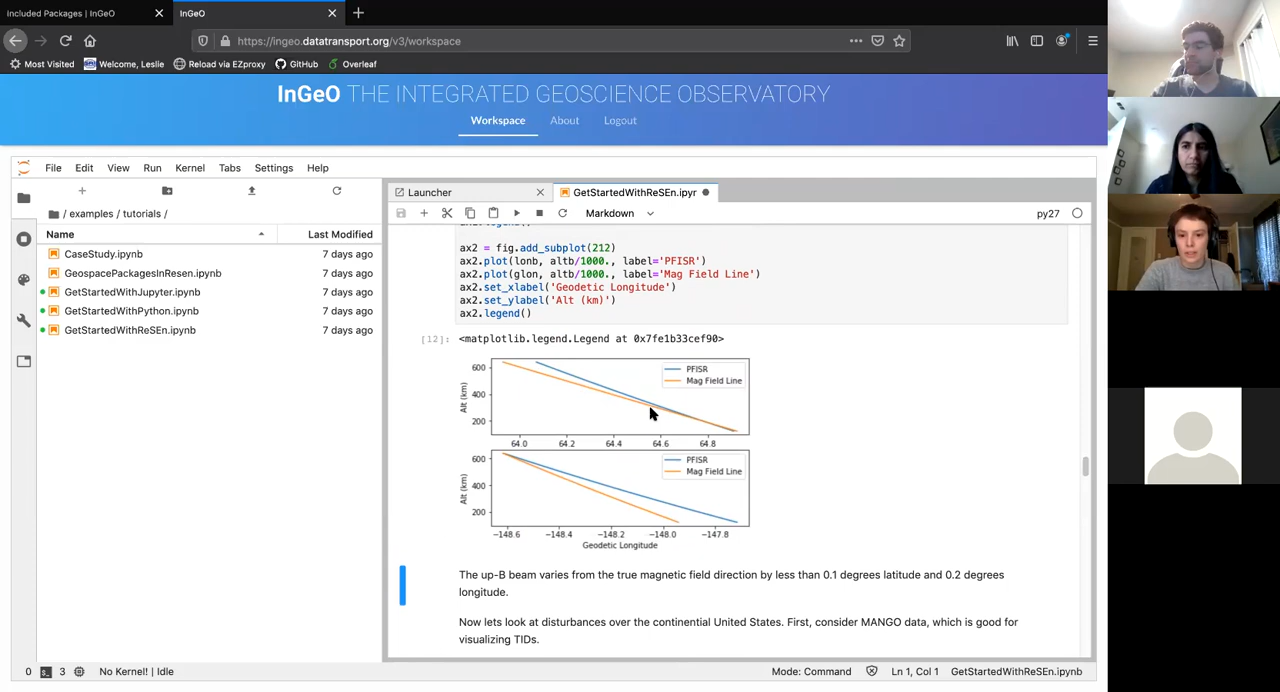 Included Packages | InGeO
InGeO
https://ingeo.datatransport.org/v3/workspace
Most Visited
Welcome, Leslie
Reload via EZproxy
GitHub
Overleaf
InGeO THE INTEGRATED GEOSCIENCE OBSERVATORY
Workspace About Logout
File Edit View Run Kernel Tabs Settings Help
/ examples / tutorials /
Name Last Modified
CaseStudy.ipynb 7 days ago
GeospacePackagesInResen.ipynb 7 days ago
GetStartedWithJupyter.ipynb 7 days ago
GetStartedWithPython.ipynb 7 days ago
GetStartedWithReSEn.ipynb 7 days ago
Launcher
GetStartedWithReSEn.ipyr
Markdown
py27
ax2 = fig.add_subplot(212)
ax2.plot(lonb, altb/1000., label='PFISR')
ax2.plot(glon, altb/1000., label='Mag Field Line')
ax2.set_xlabel('Geodetic Longitude')
ax2.set_ylabel('Alt (km)')
ax2.legend()
[12]: <matplotlib.legend.Legend at 0x7fe1b33cef90>
600
400
200
Alt (km)
PFISR
Mag Field Line
64.0 64.2 64.4 64.6 64.8
600
400
200
Alt (km)
PFISR
Mag Field Line
−148.6 −148.4 −148.2 −148.0 −147.8
Geodetic Longitude
The up-B beam varies from the true magnetic field direction by less than 0.1 degrees latitude and 0.2 degrees
longitude.
Now lets look at disturbances over the continental United States. First, consider MANGO data, which is good for
visualizing TIDs.
0 3 No Kernel! | Idle
Mode: Command
Ln 1, Col 1
GetStartedWithReSEn.ipynb